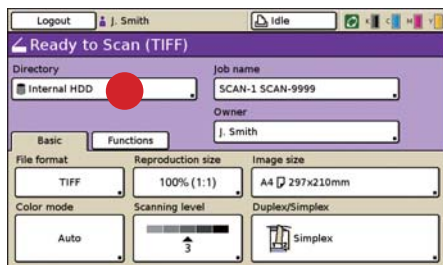 Logout J. Smith Idle K C M Y
Ready to Scan (TIFF)
Directory Job name
Internal HDD SCAN-1 SCAN-9999
Owner
J. Smith
Basic Functions
File format Reproduction size Image size
TIFF 100% (1:1) A4 297x210mm
Color mode Scanning level Duplex/Simplex
Auto 3 Simplex